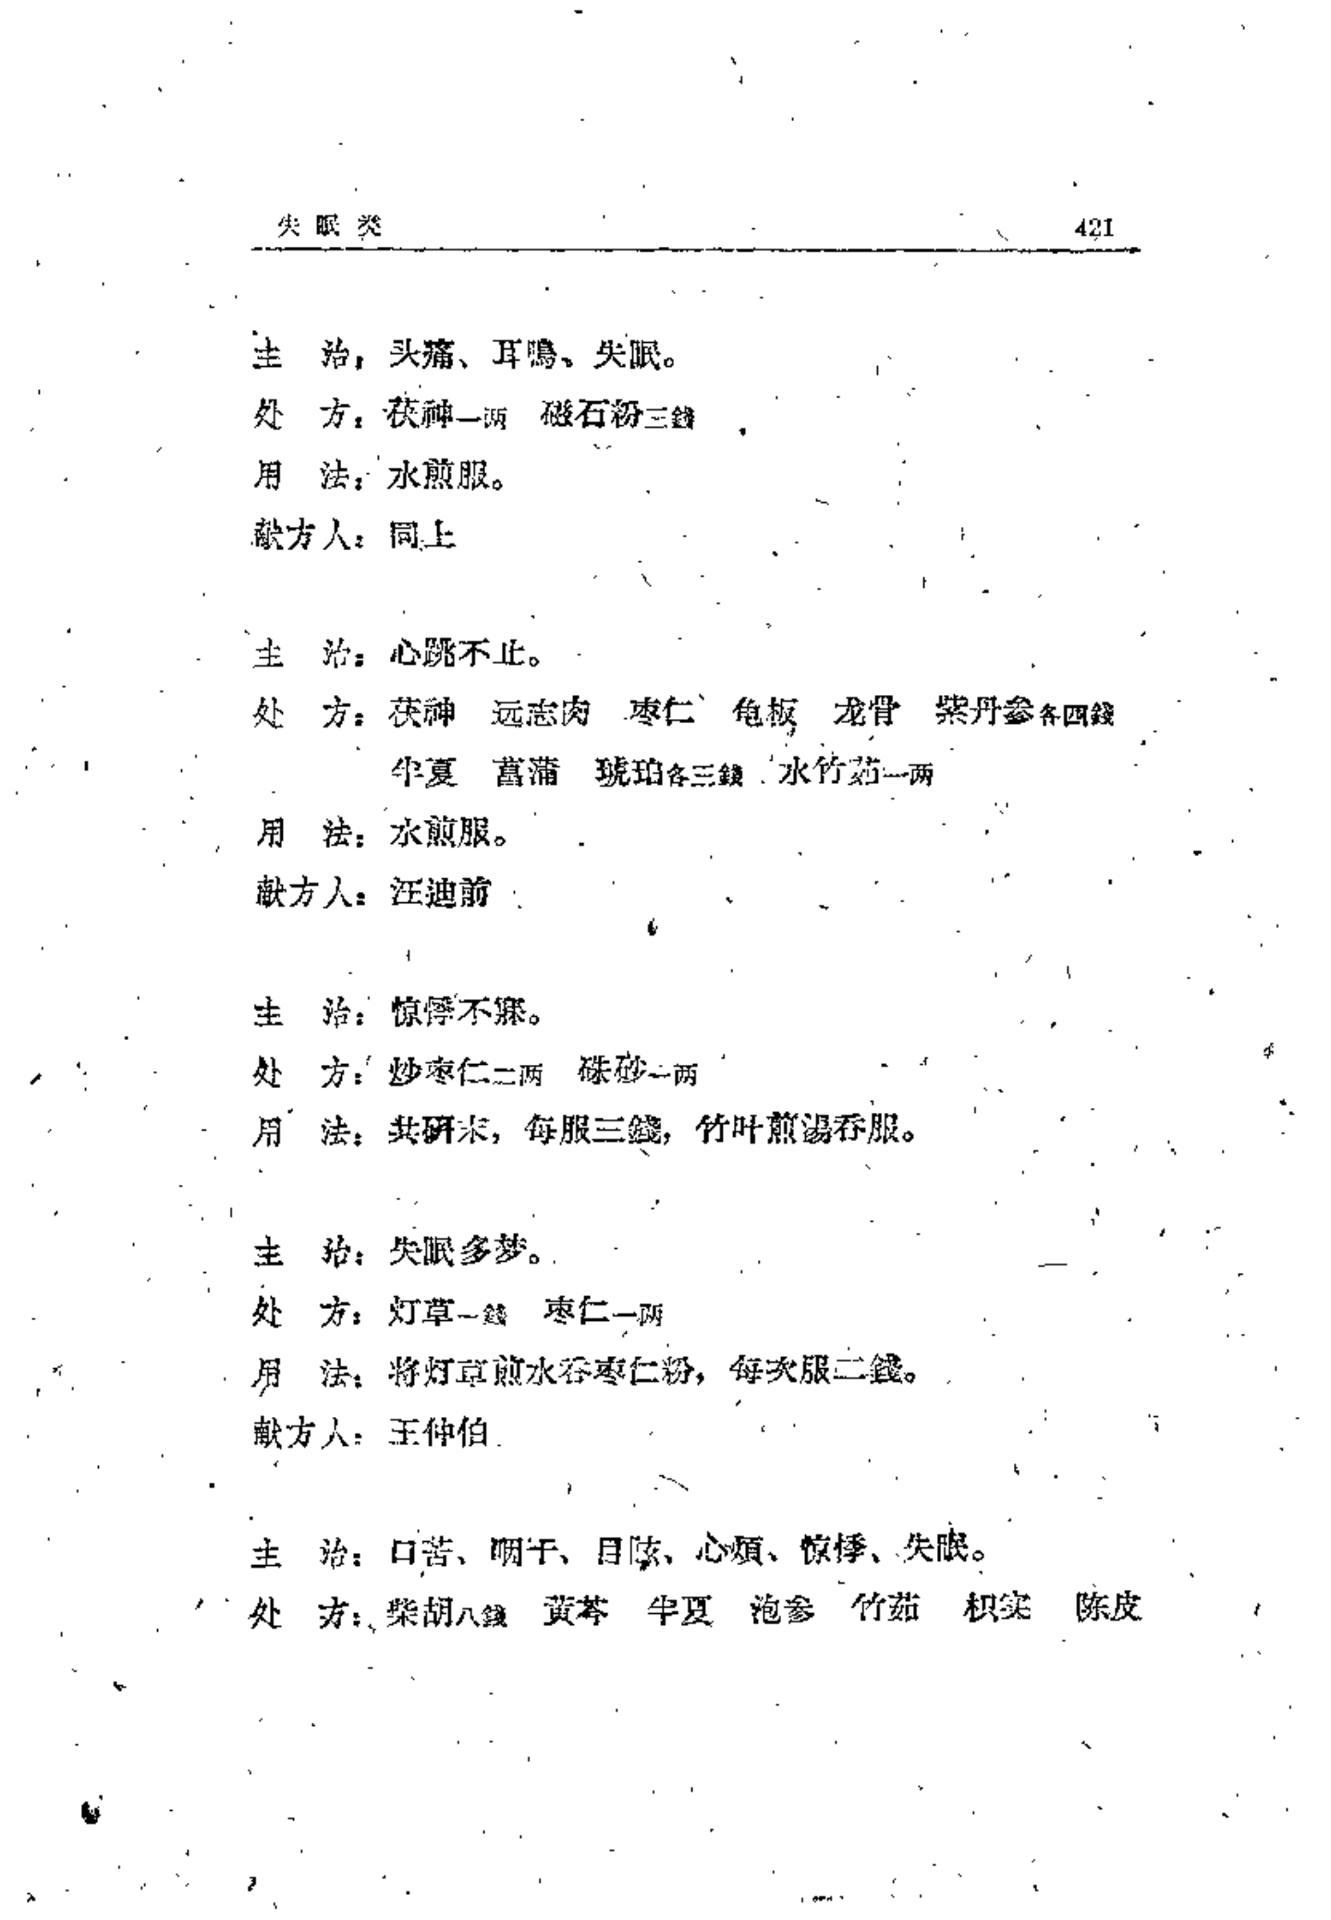 失眠类 421
主　治：头痛、耳鳴、失眠。
处　方：茯神一两　磁石粉三錢
用　法：水煎服。
献方人：同上
主　治：心跳不止。
处　方：茯神　远志肉　枣仁　龟板　龙骨　紫丹参各四錢
半夏　菖蒲　琥珀各三錢　水竹茹一两
用　法：水煎服。
献方人：汪迪前
主　治：惊悸不寐。
处　方：炒枣仁二两　硃砂一两
用　法：共研末，每服三錢，竹叶煎湯吞服。
主　治：失眠多梦。
处　方：灯草一錢　枣仁一两
用　法：将灯草煎水吞枣仁粉，每次服二錢。
献方人：王仲伯
主　治：口苦、咽干、目眩、心煩、惊悸、失眠。
处　方：柴胡八錢　黃芩　半夏　泡参　竹茹　枳实　陈皮